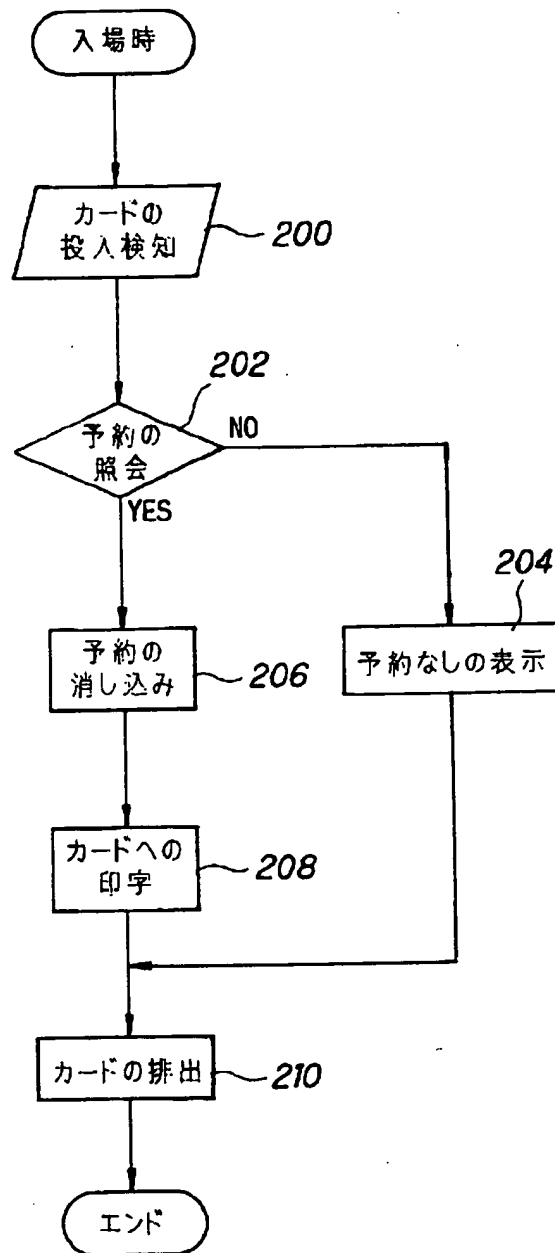 入場時
カードの
投入検知
200
202
予約の
照会
NO
YES
204
予約なしの表示
予約の
消し込み
206
カードへの
印字
208
カードの排出
210
エンド